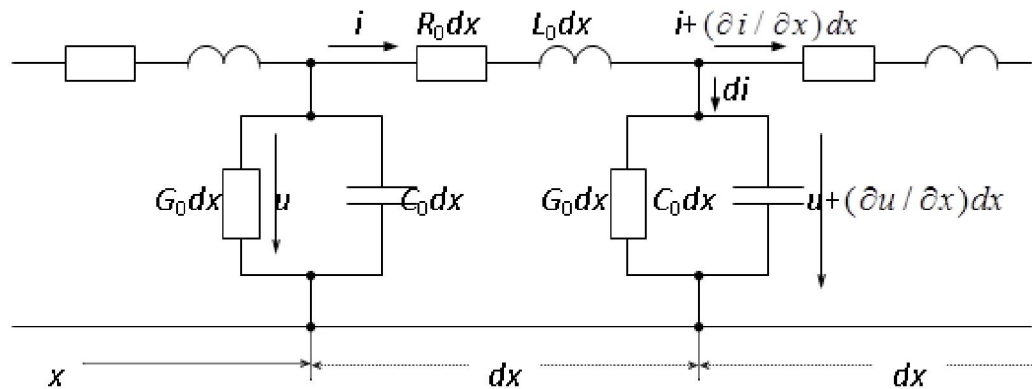 i R₀dx L₀dx i+(∂i/∂x)dx
di
G₀dx u C₀dx G₀dx C₀dx u+(∂u/∂x)dx
x dx dx